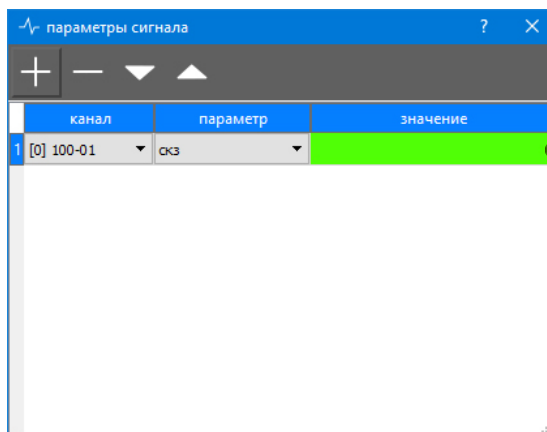 параметры сигнала ?
канал параметр значение
1 [0] 100-01 скз